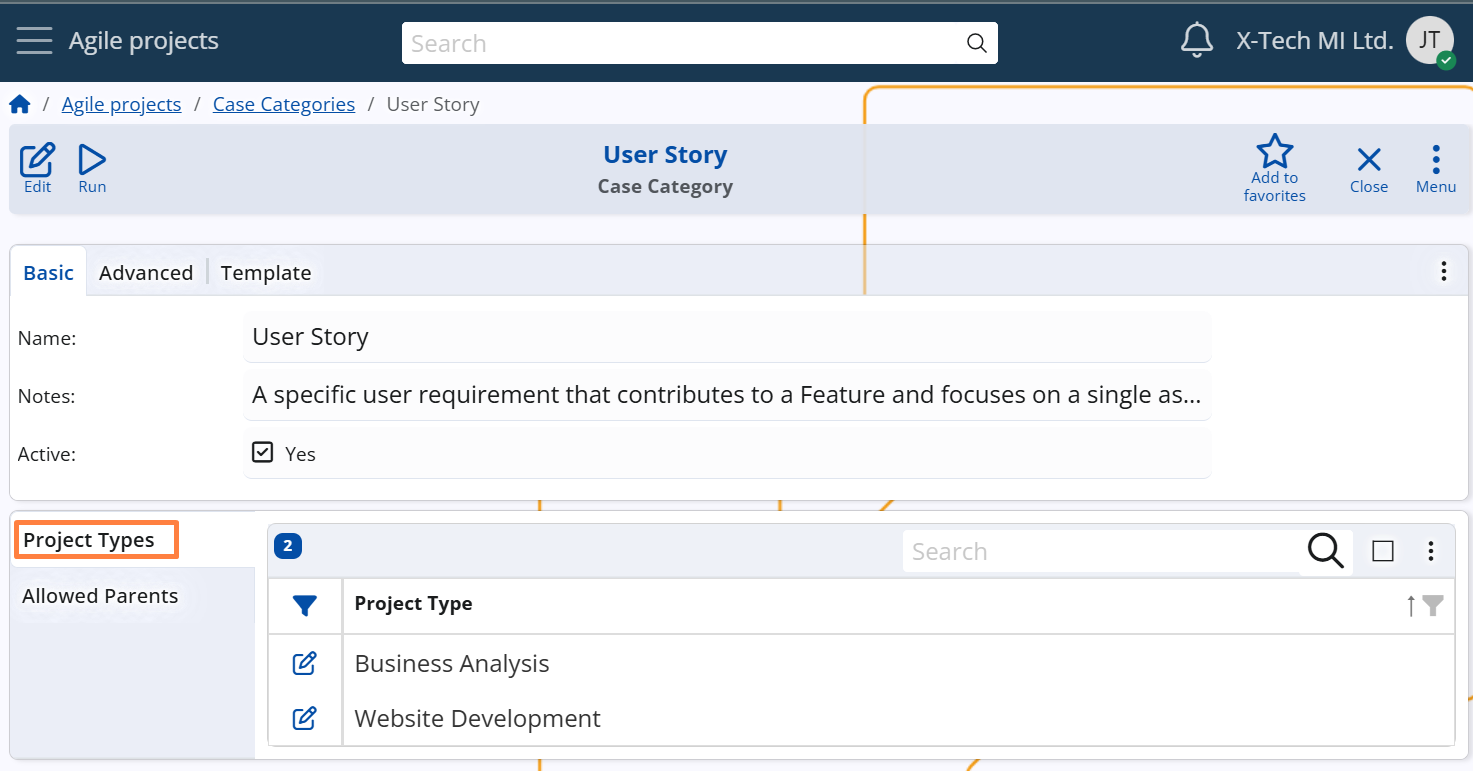 Agile projects
Search
X-Tech MI Ltd.
JT
/ Agile projects / Case Categories / User Story
Edit
Run
User Story
Case Category
Add to
favorites
Close
Menu
Basic
Advanced
Template
Name:
User Story
Notes:
A specific user requirement that contributes to a Feature and focuses on a single as...
Active:
Yes
Project Types
Allowed Parents
2
Search
Project Type
Business Analysis
Website Development